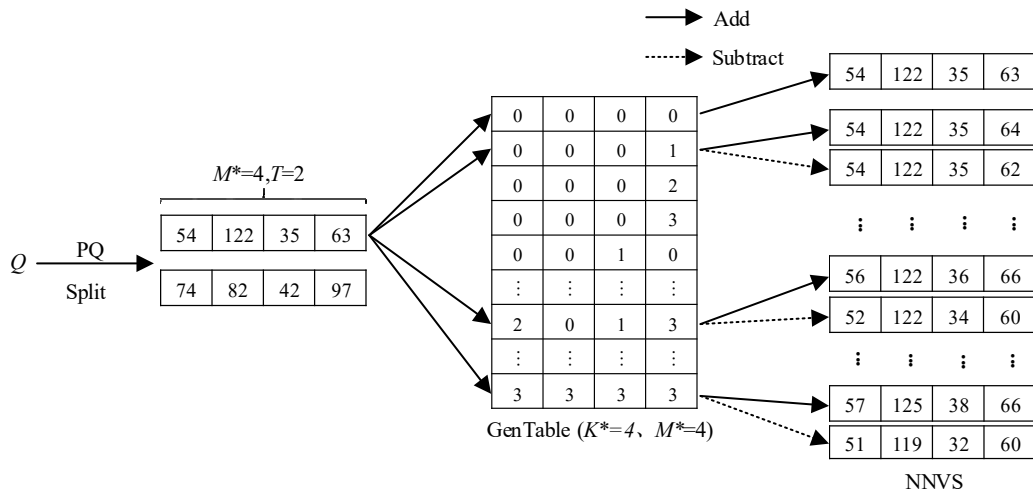 Add
Subtract
54 122 35 63
54 122 35 64
54 122 35 62
⋮ ⋮ ⋮ ⋮
56 122 36 66
52 122 34 60
⋮ ⋮ ⋮ ⋮
57 125 38 66
51 119 32 60
NNVS
0 0 0 0
0 0 0 1
0 0 0 2
0 0 0 3
0 0 1 0
⋮ ⋮ ⋮ ⋮
2 0 1 3
⋮ ⋮ ⋮ ⋮
3 3 3 3
GenTable (K*=4、M*=4)
M*=4,T=2
54 122 35 63
74 82 42 97
Q
PQ
Split